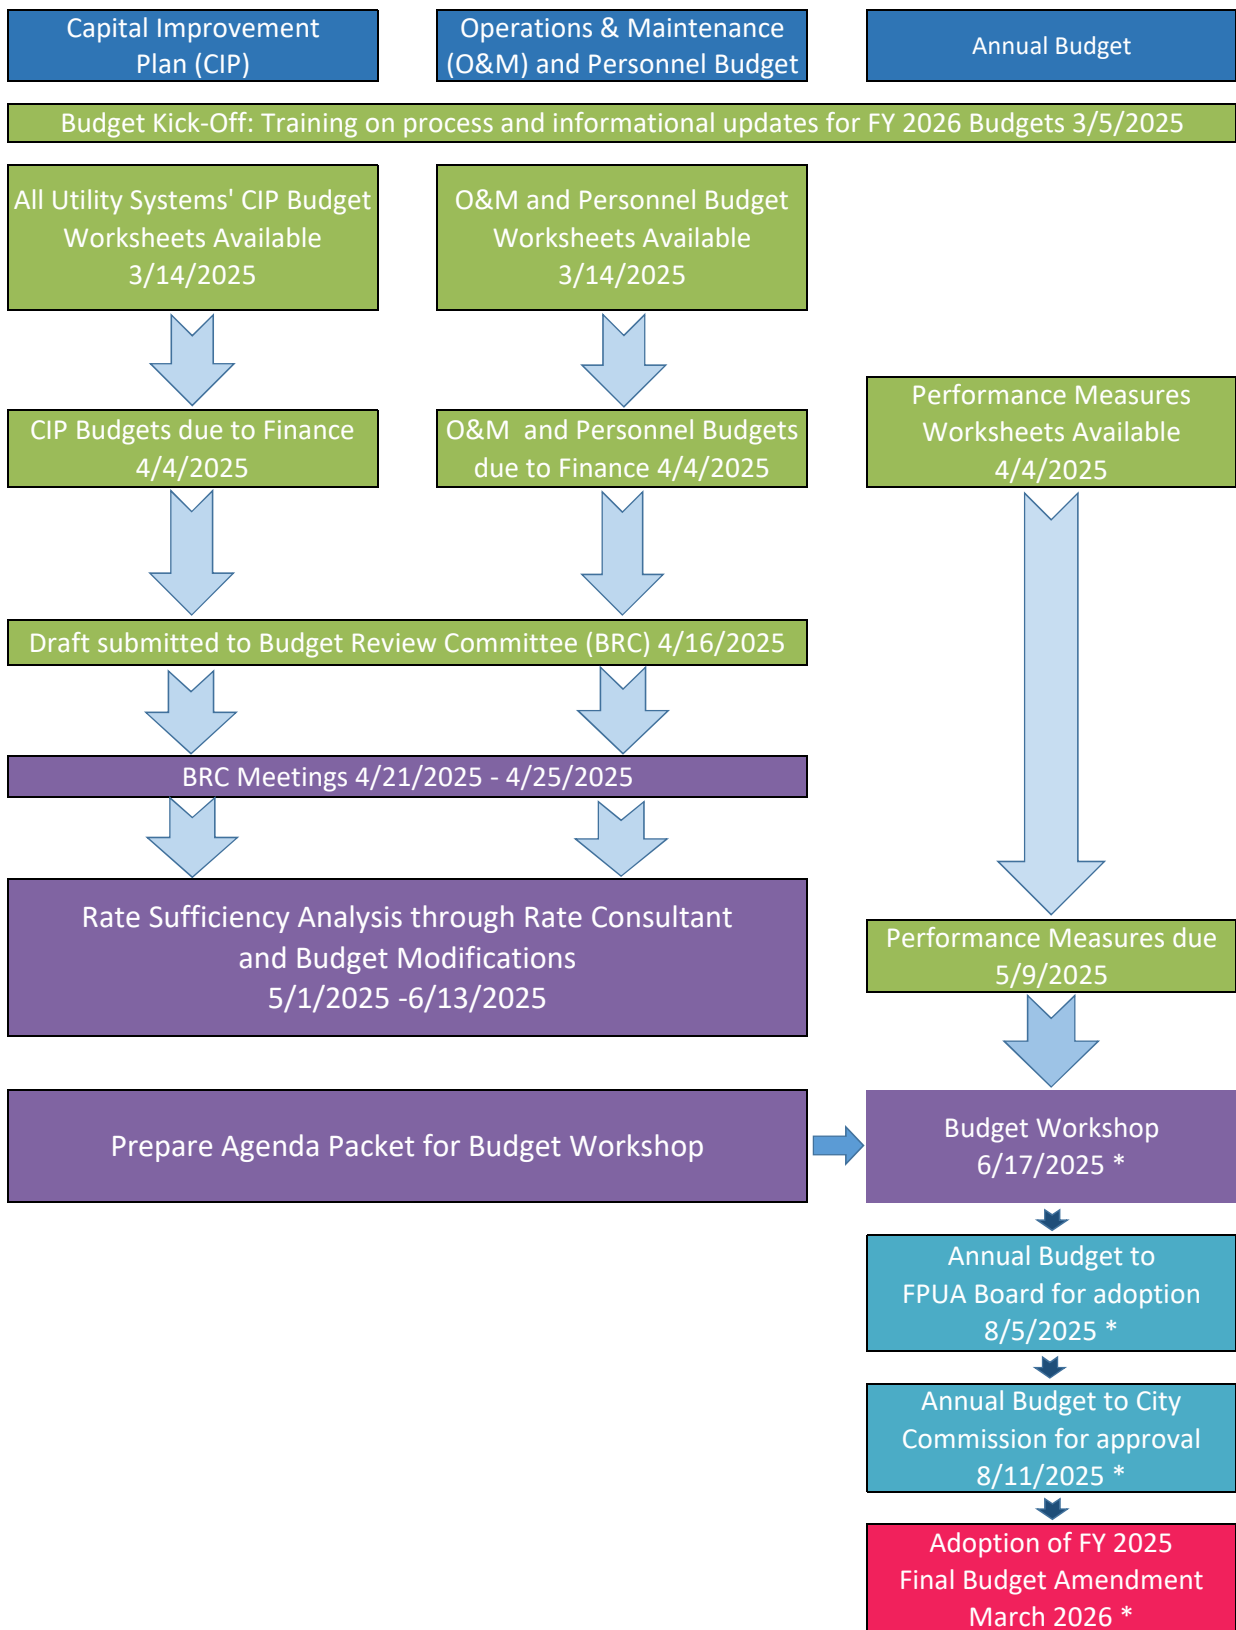 Capital Improvement
Plan (CIP)
Operations & Maintenance
(O&M) and Personnel Budget
Annual Budget
Budget Kick-Off: Training on process and informational updates for FY 2026 Budgets 3/5/2025
All Utility Systems' CIP Budget
Worksheets Available
3/14/2025
O&M and Personnel Budget
Worksheets Available
3/14/2025
CIP Budgets due to Finance
4/4/2025
O&M  and Personnel Budgets
due to Finance 4/4/2025
Performance Measures
Worksheets Available
4/4/2025
Draft submitted to Budget Review Committee (BRC) 4/16/2025
BRC Meetings 4/21/2025 - 4/25/2025
Rate Sufficiency Analysis through Rate Consultant
and Budget Modifications
5/1/2025 -6/13/2025
Performance Measures due
5/9/2025
Prepare Agenda Packet for Budget Workshop
Budget Workshop
6/17/2025 *
Annual Budget to
FPUA Board for adoption
8/5/2025 *
Annual Budget to City
Commission for approval
8/11/2025 *
Adoption of FY 2025
Final Budget Amendment
March 2026 *